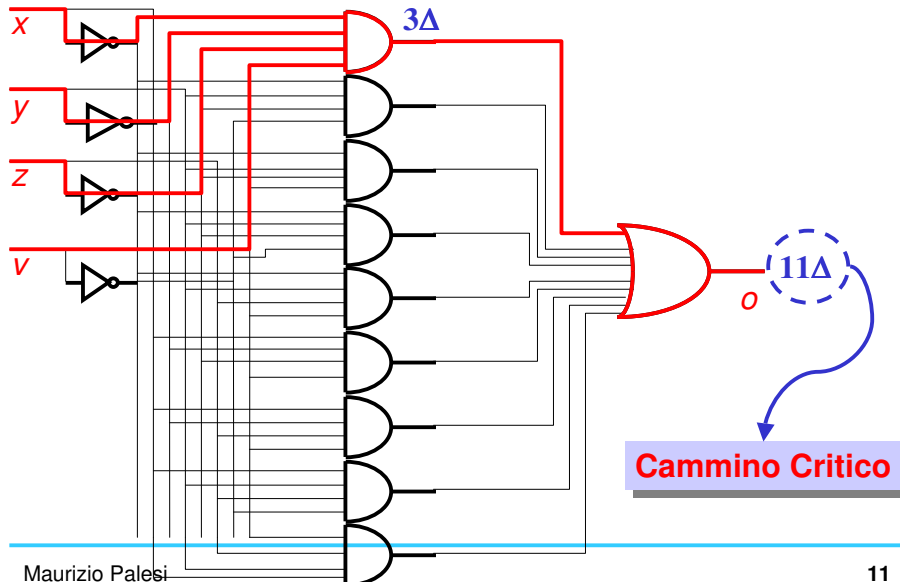 x
3Δ
y
z
v
11Δ
o
Cammino Critico
Maurizio Palesi
11